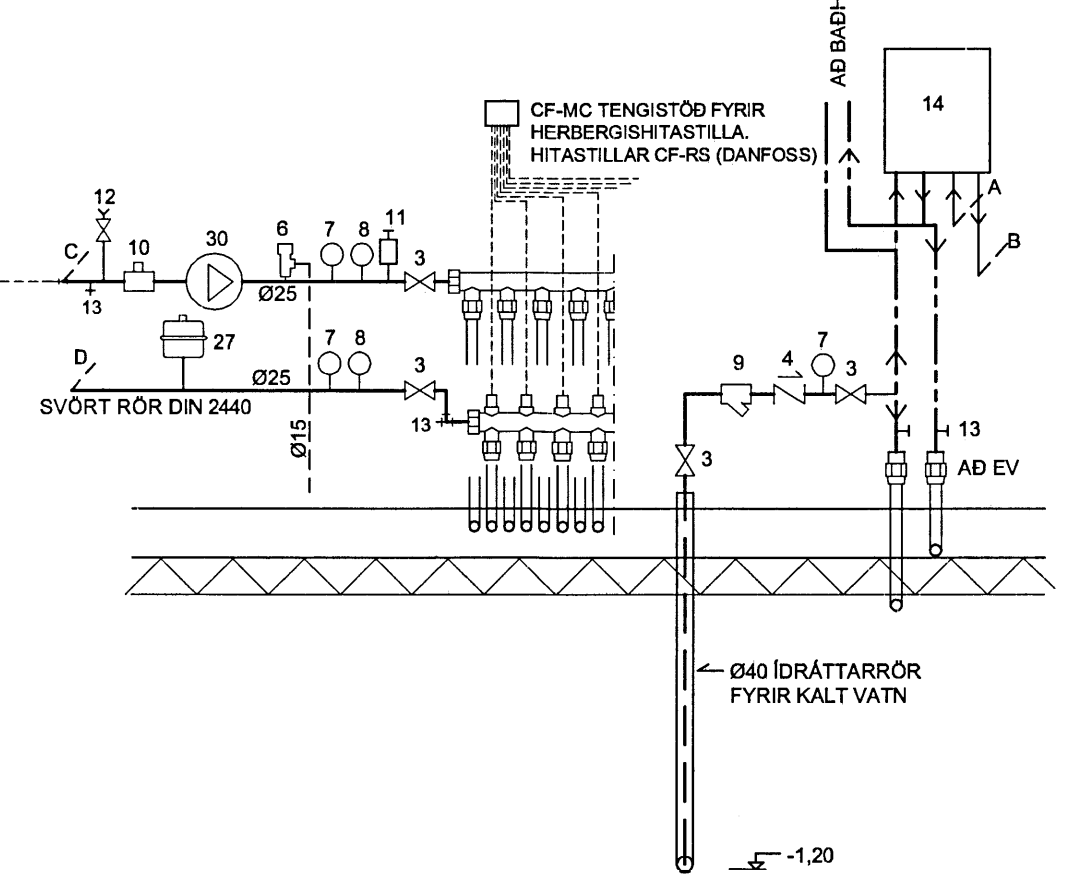 AÐ BAÐH
14
CF-MC TENGISTÖÐ FYRIR
HERBERGISHITASTILLA.
HITASTILLAR CF-RS (DANFOSS)
A
B
12
C
10
30
6
7
8
11
3
13
Ø25
27
D
Ø25
7
8
3
SVÖRT RÖR DIN 2440
Ø15
13
9
4
7
3
3
13
AÐ EV
Ø40 ÍDRÁTTARRÖR
FYRIR KALT VATN
-1,20